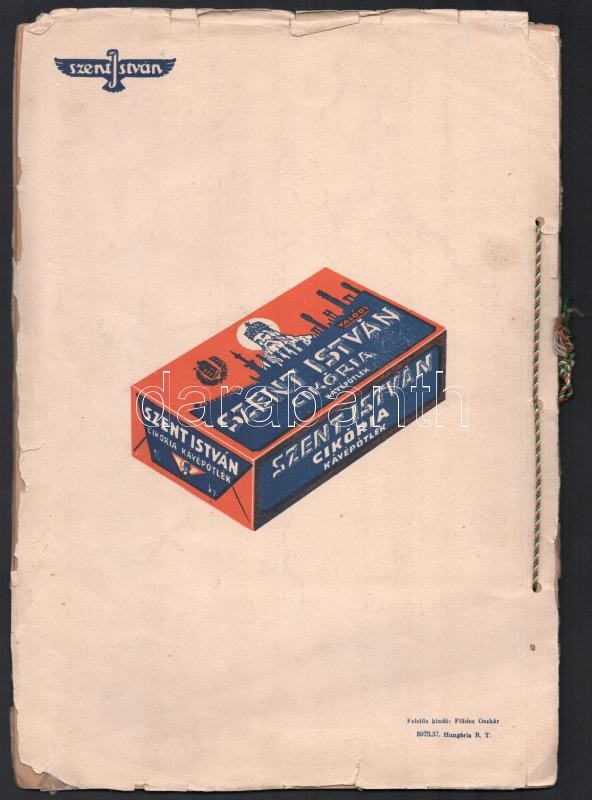 Szent István
VALÓDI
SZENT ISTVÁN
CIKÓRIA
KÁVÉPÓTLÉK
SZENT ISTVÁN
CIKÓRIA KÁVÉPÓTLÉK
SZENT ISTVÁN
CIKÓRIA
KÁVÉPÓTLÉK
darabanth
Felelős kiadó: Földes Oszkár
5973.37. Hungária R. T.